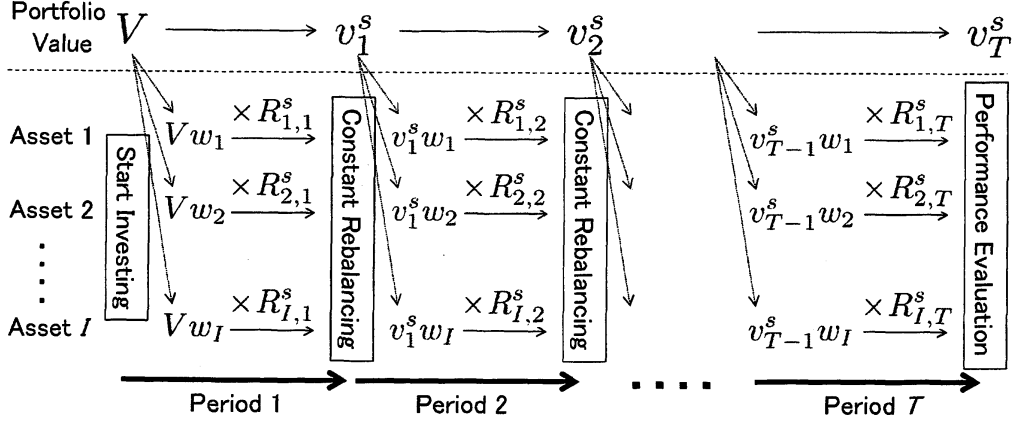 Portfolio Value V v_1^s v_2^s v_T^s
Start Investing
Constant Rebalancing
Constant Rebalancing
Performance Evaluation
Asset 1 Vw_1 × R_{1,1}^s v_1^s w_1 × R_{1,2}^s v_{T−1}^s w_1 × R_{1,T}^s
Asset 2 Vw_2 × R_{2,1}^s v_1^s w_2 × R_{2,2}^s v_{T−1}^s w_2 × R_{2,T}^s
Asset I Vw_I × R_{I,1}^s v_1^s w_I × R_{I,2}^s v_{T−1}^s w_I × R_{I,T}^s
Period 1 Period 2 Period T